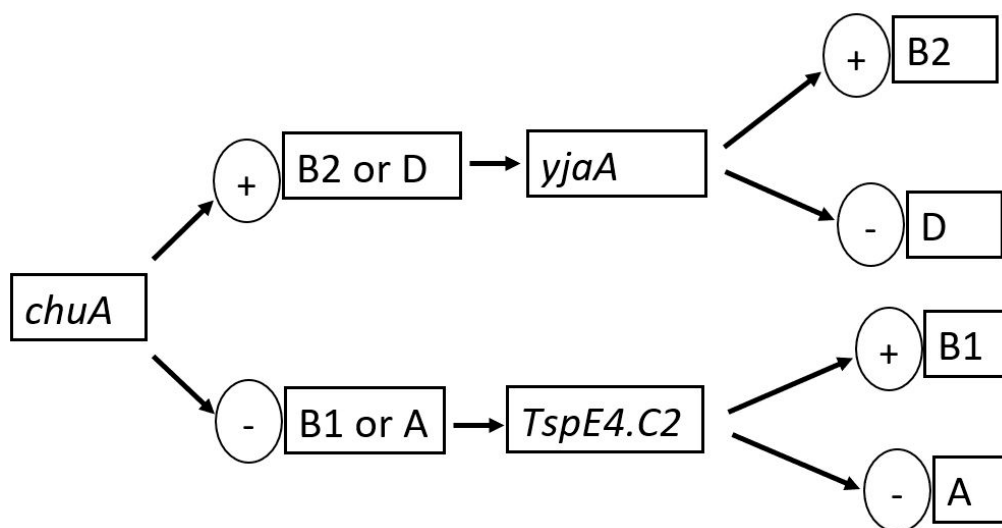 +
B2
+
B2 or D
yjaA
-
D
chuA
+
B1
-
B1 or A
TspE4.C2
-
A